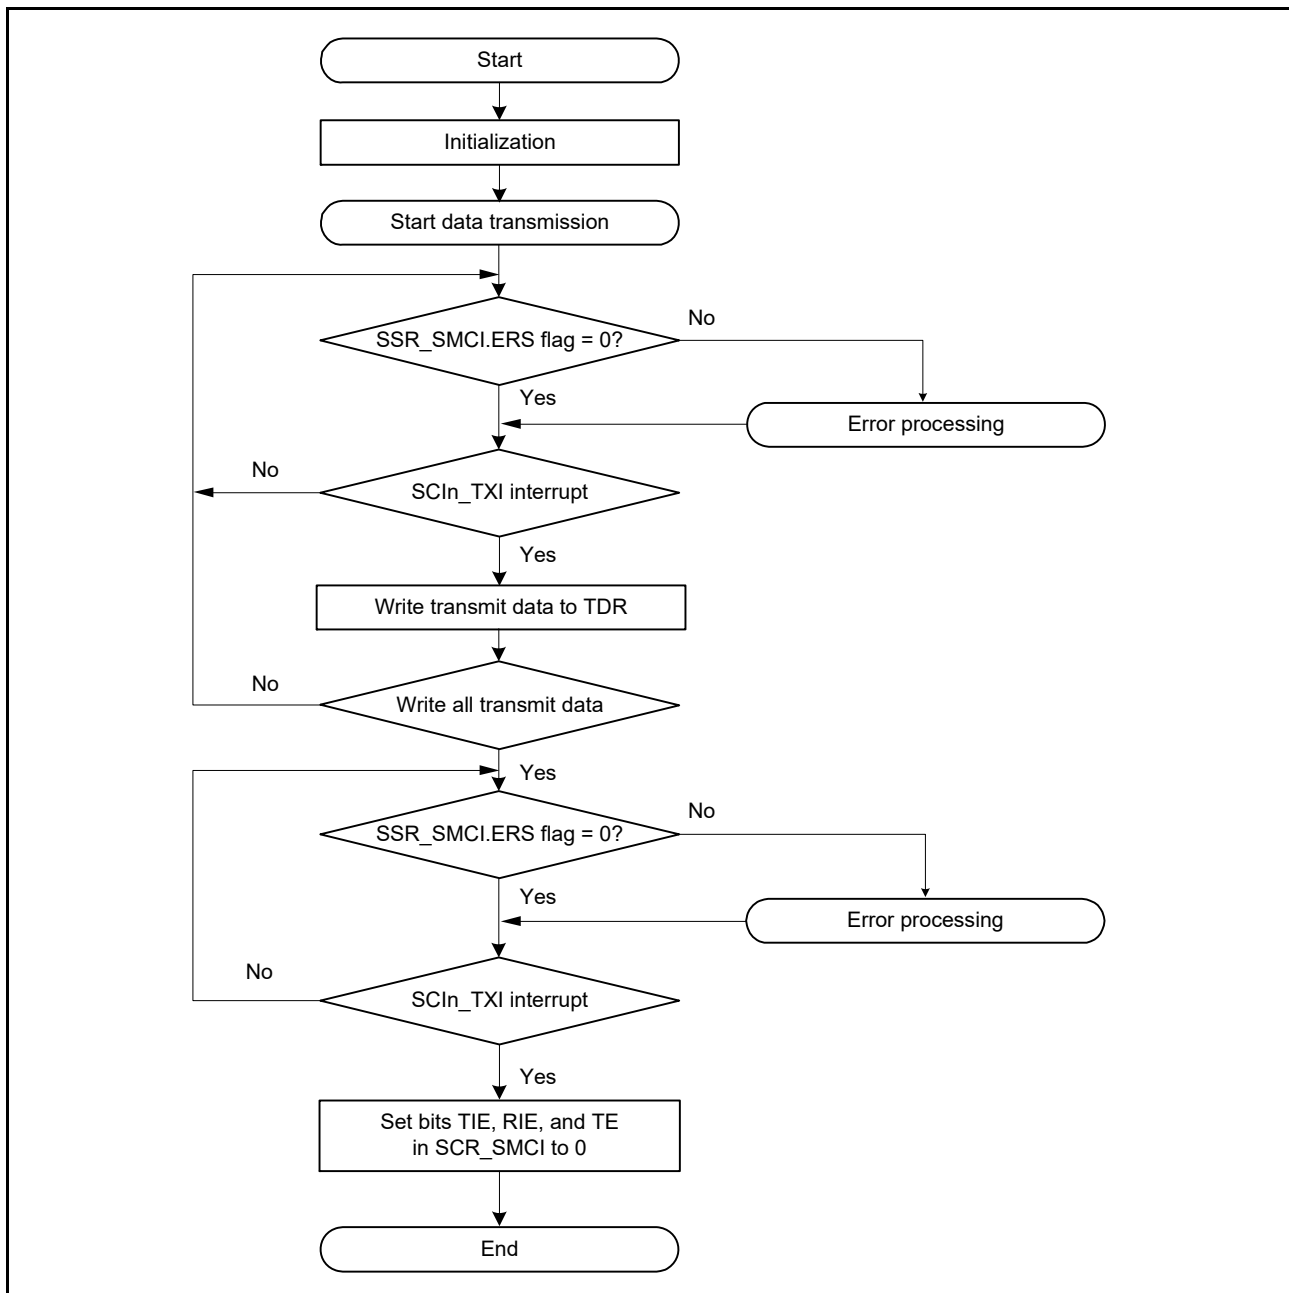 Start
Initialization
Start data transmission
SSR_SMCI.ERS flag = 0?
No
Yes
Error processing
No
SCIn_TXI interrupt
Yes
Write transmit data to TDR
No
Write all transmit data
Yes
SSR_SMCI.ERS flag = 0?
No
Yes
Error processing
No
SCIn_TXI interrupt
Yes
Set bits TIE, RIE, and TE
in SCR_SMCI to 0
End